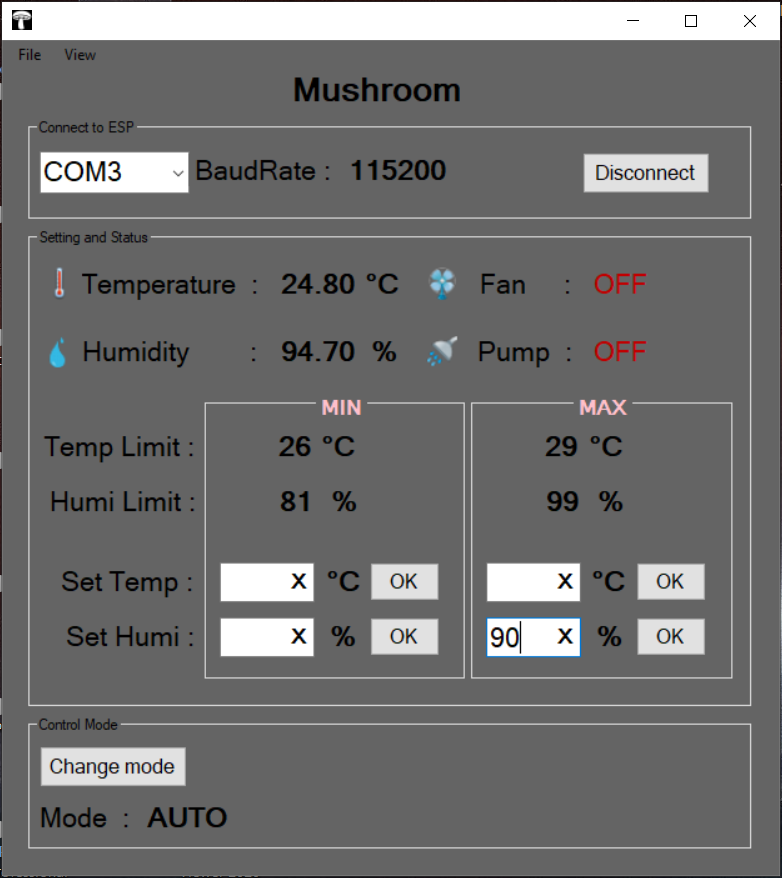 File View
Mushroom
Connect to ESP
COM3 BaudRate : 115200 Disconnect
Setting and Status
Temperature : 24.80 °C Fan : OFF
Humidity : 94.70 % Pump : OFF
MIN MAX
Temp Limit : 26 °C 29 °C
Humi Limit : 81 % 99 %
Set Temp : X °C OK X °C OK
Set Humi : X % OK 90 X % OK
Control Mode
Change mode
Mode : AUTO